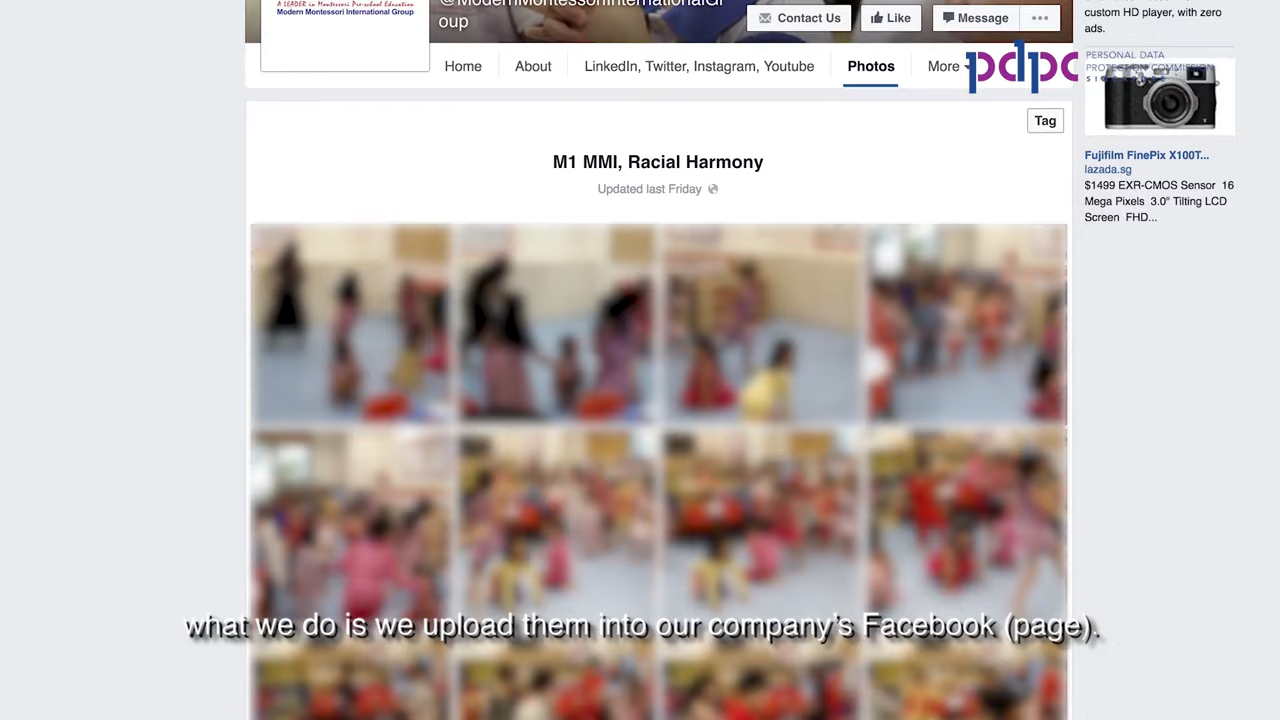 A LEADER in Montessori Pre-school Education
Modern Montessori International Group
@ModernMontessoriInternationalGr
oup
Contact Us
Like
Message
Home
About
LinkedIn, Twitter, Instagram, Youtube
Photos
More
pdpc
PERSONAL DATA
PROTECTION COMMISSION
custom HD player, with zero
ads.
Tag
M1 MMI, Racial Harmony
Updated last Friday
Fujifilm FinePix X100T...
lazada.sg
$1499 EXR-CMOS Sensor 16
Mega Pixels 3.0" Tilting LCD
Screen FHD...
what we do is we upload them into our company's Facebook (page).